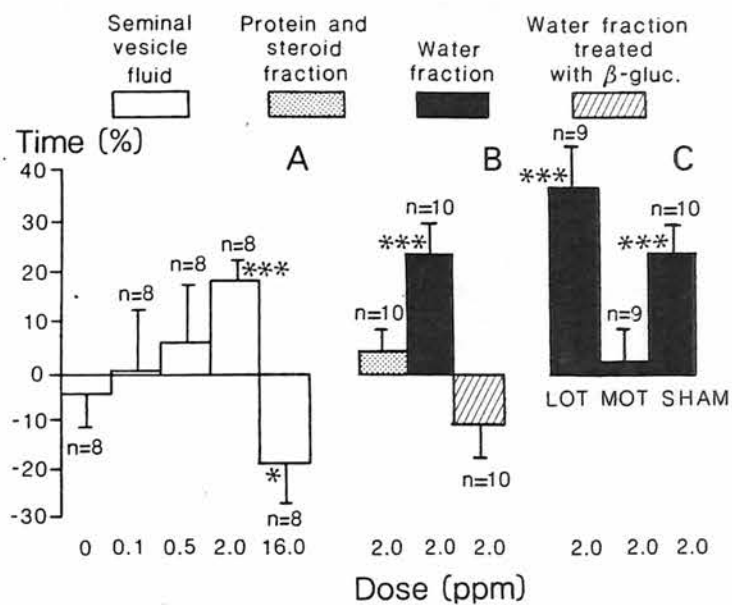 Seminal vesicle fluid
Protein and steroid fraction
Water fraction
Water fraction treated with β-gluc.
Time (%)
A
B
C
40
30
20
10
0
-10
-20
-30
n=8
n=8
n=8
n=8
***
*
n=8
n=10
***
n=10
n=10
n=9
***
n=9
n=10
***
LOT MOT SHAM
0 0.1 0.5 2.0 16.0
2.0 2.0 2.0
2.0 2.0 2.0
Dose (ppm)